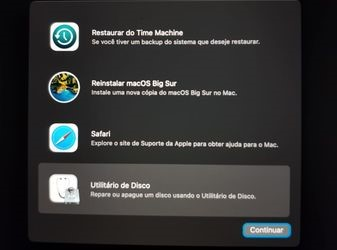 Restaurar do Time Machine
Se você tiver um backup do sistema que deseje restaurar.
Reinstalar macOS Big Sur
Instale uma nova cópia do macOS Big Sur no Mac.
Safari
Explore o site de Suporte da Apple para obter ajuda para o Mac.
Utilitário de Disco
Repare ou apague um disco usando o Utilitário de Disco.
Continuar